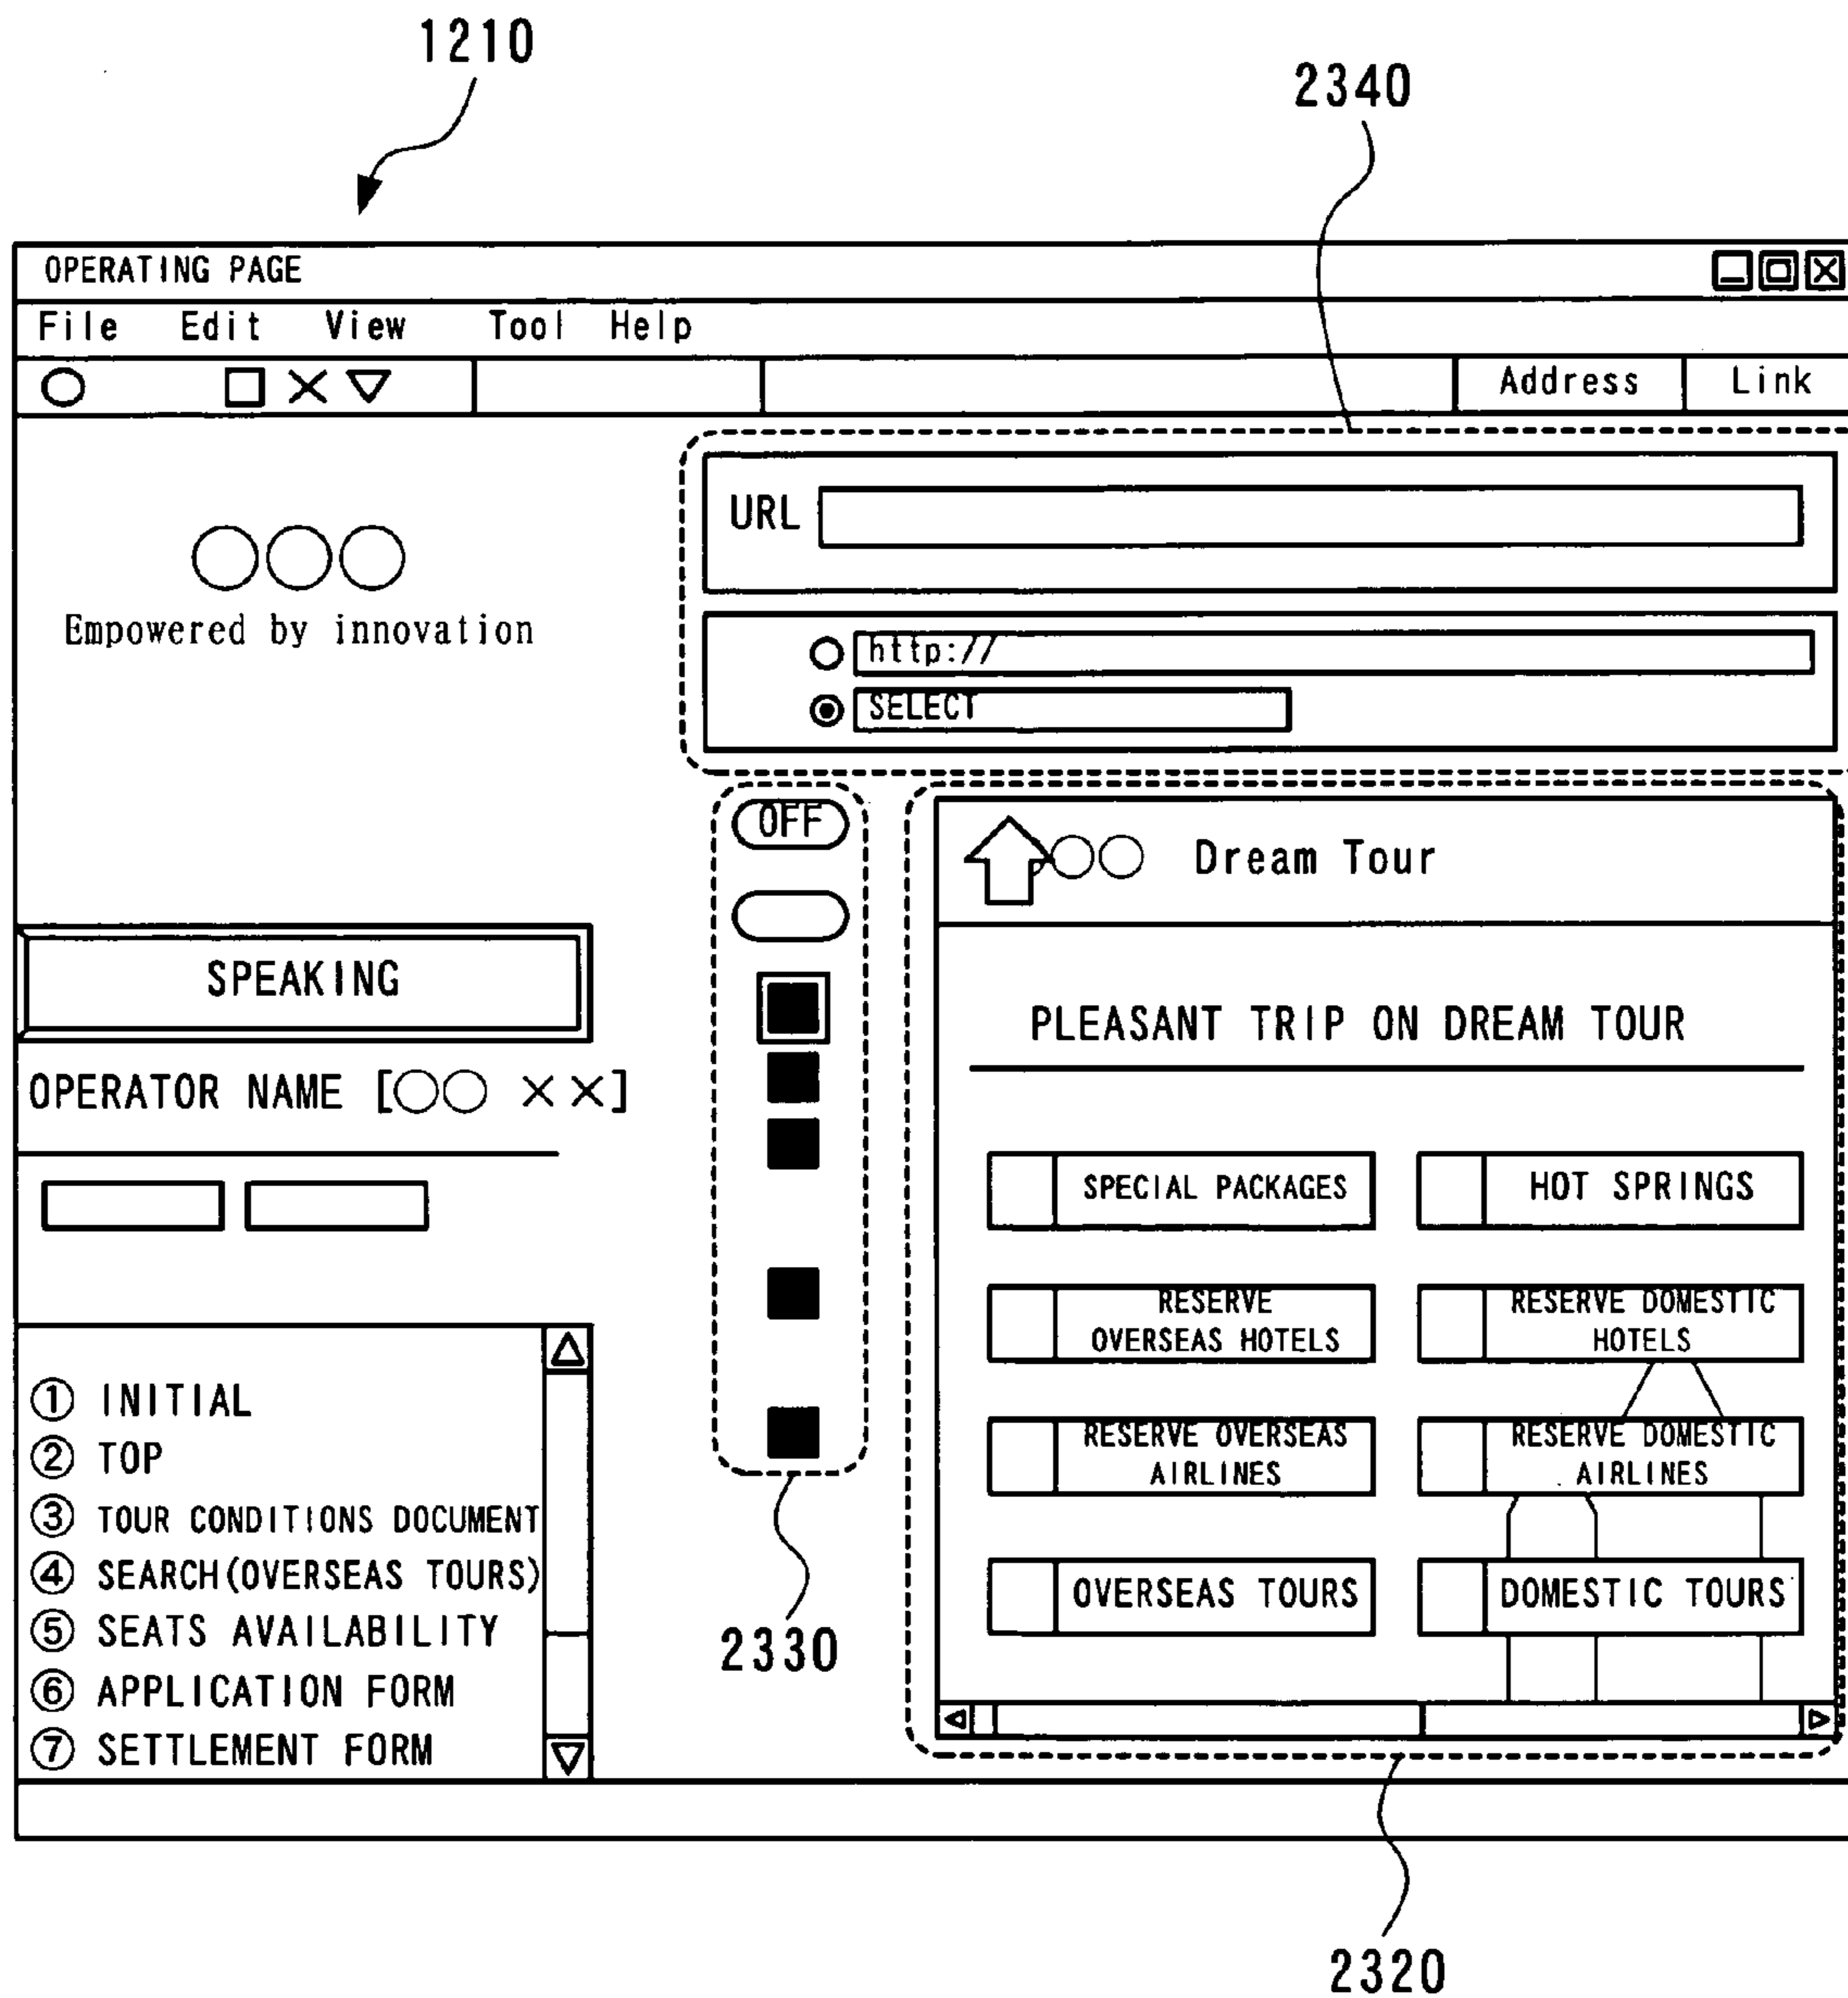 1210
2340
OPERATING PAGE
File Edit View Tool Help
○ □ × ▽ Address Link
URL
○○○
Empowered by innovation
http://
SELECT
OFF
○○ Dream Tour
SPEAKING
PLEASANT TRIP ON DREAM TOUR
OPERATOR NAME [○○ ××]
SPECIAL PACKAGES
HOT SPRINGS
RESERVE
OVERSEAS HOTELS
RESERVE DOMESTIC
HOTELS
RESERVE OVERSEAS
AIRLINES
RESERVE DOMESTIC
AIRLINES
OVERSEAS TOURS
DOMESTIC TOURS
① INITIAL
② TOP
③ TOUR CONDITIONS DOCUMENT
④ SEARCH(OVERSEAS TOURS)
⑤ SEATS AVAILABILITY
⑥ APPLICATION FORM
⑦ SETTLEMENT FORM
2330
2320